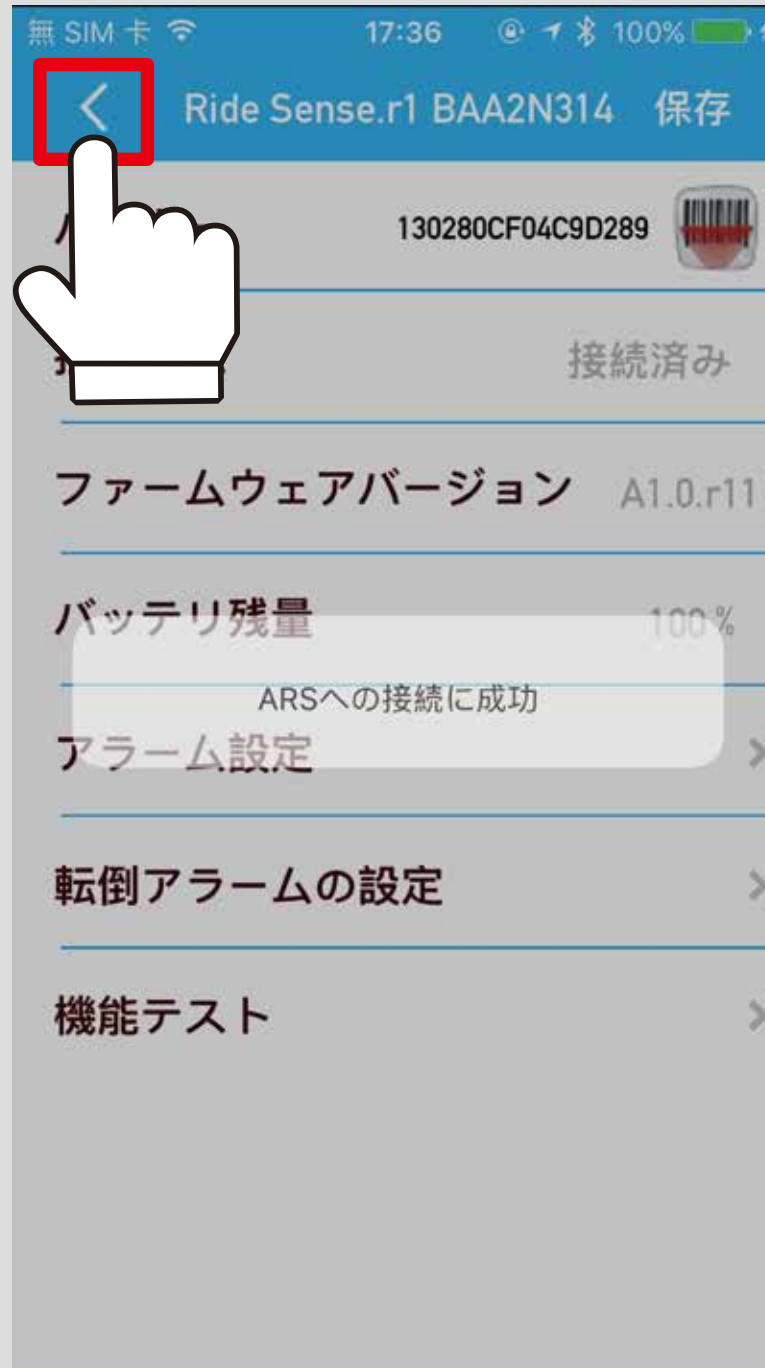 無 SIM 卡 17:36 100%
Ride Sense.r1 BAA2N314 保存
130280CF04C9D289
接続済み
ファームウェアバージョン A1.0.r11
バッテリ残量 100%
ARSへの接続に成功
アラーム設定
転倒アラームの設定
機能テスト